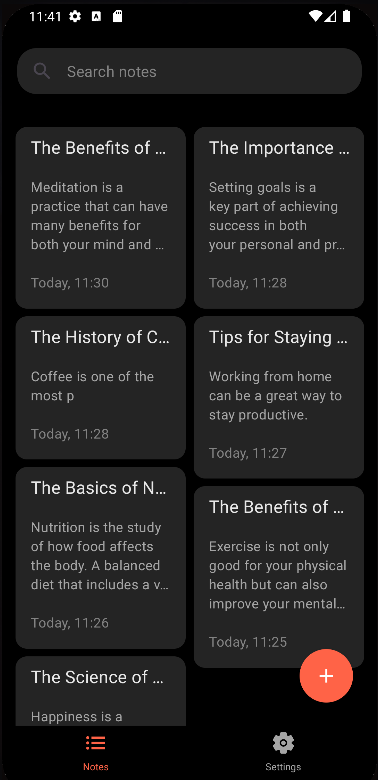 11:41
Search notes
The Benefits of ...
Meditation is a
practice that can have
many benefits for
both your mind and ...
Today, 11:30
The Importance ...
Setting goals is a
key part of achieving
success in both
your personal and pr...
Today, 11:28
The History of C...
Coffee is one of the
most p
Today, 11:28
Tips for Staying ...
Working from home
can be a great way to
stay productive.
Today, 11:27
The Basics of N...
Nutrition is the study
of how food affects
the body. A balanced
diet that includes a v...
Today, 11:26
The Benefits of ...
Exercise is not only
good for your physical
health but can also
improve your mental...
Today, 11:25
The Science of ...
Happiness is a
Notes
Settings